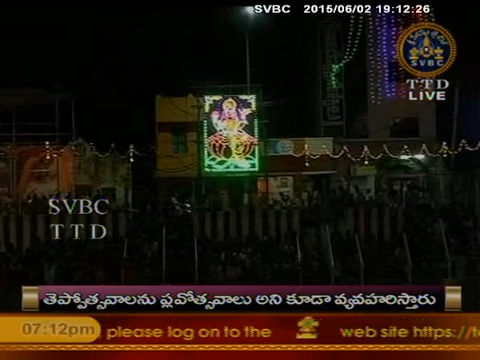 SVBC 2015/06/02 19:12:26
SVBC
TTD
LIVE
SVBC
TTD
తెప్పోత్సవాలను ప్లవోత్సవాలు అని కూడా వ్యవహరిస్తారు
07:12pm please log on to the web site https://t